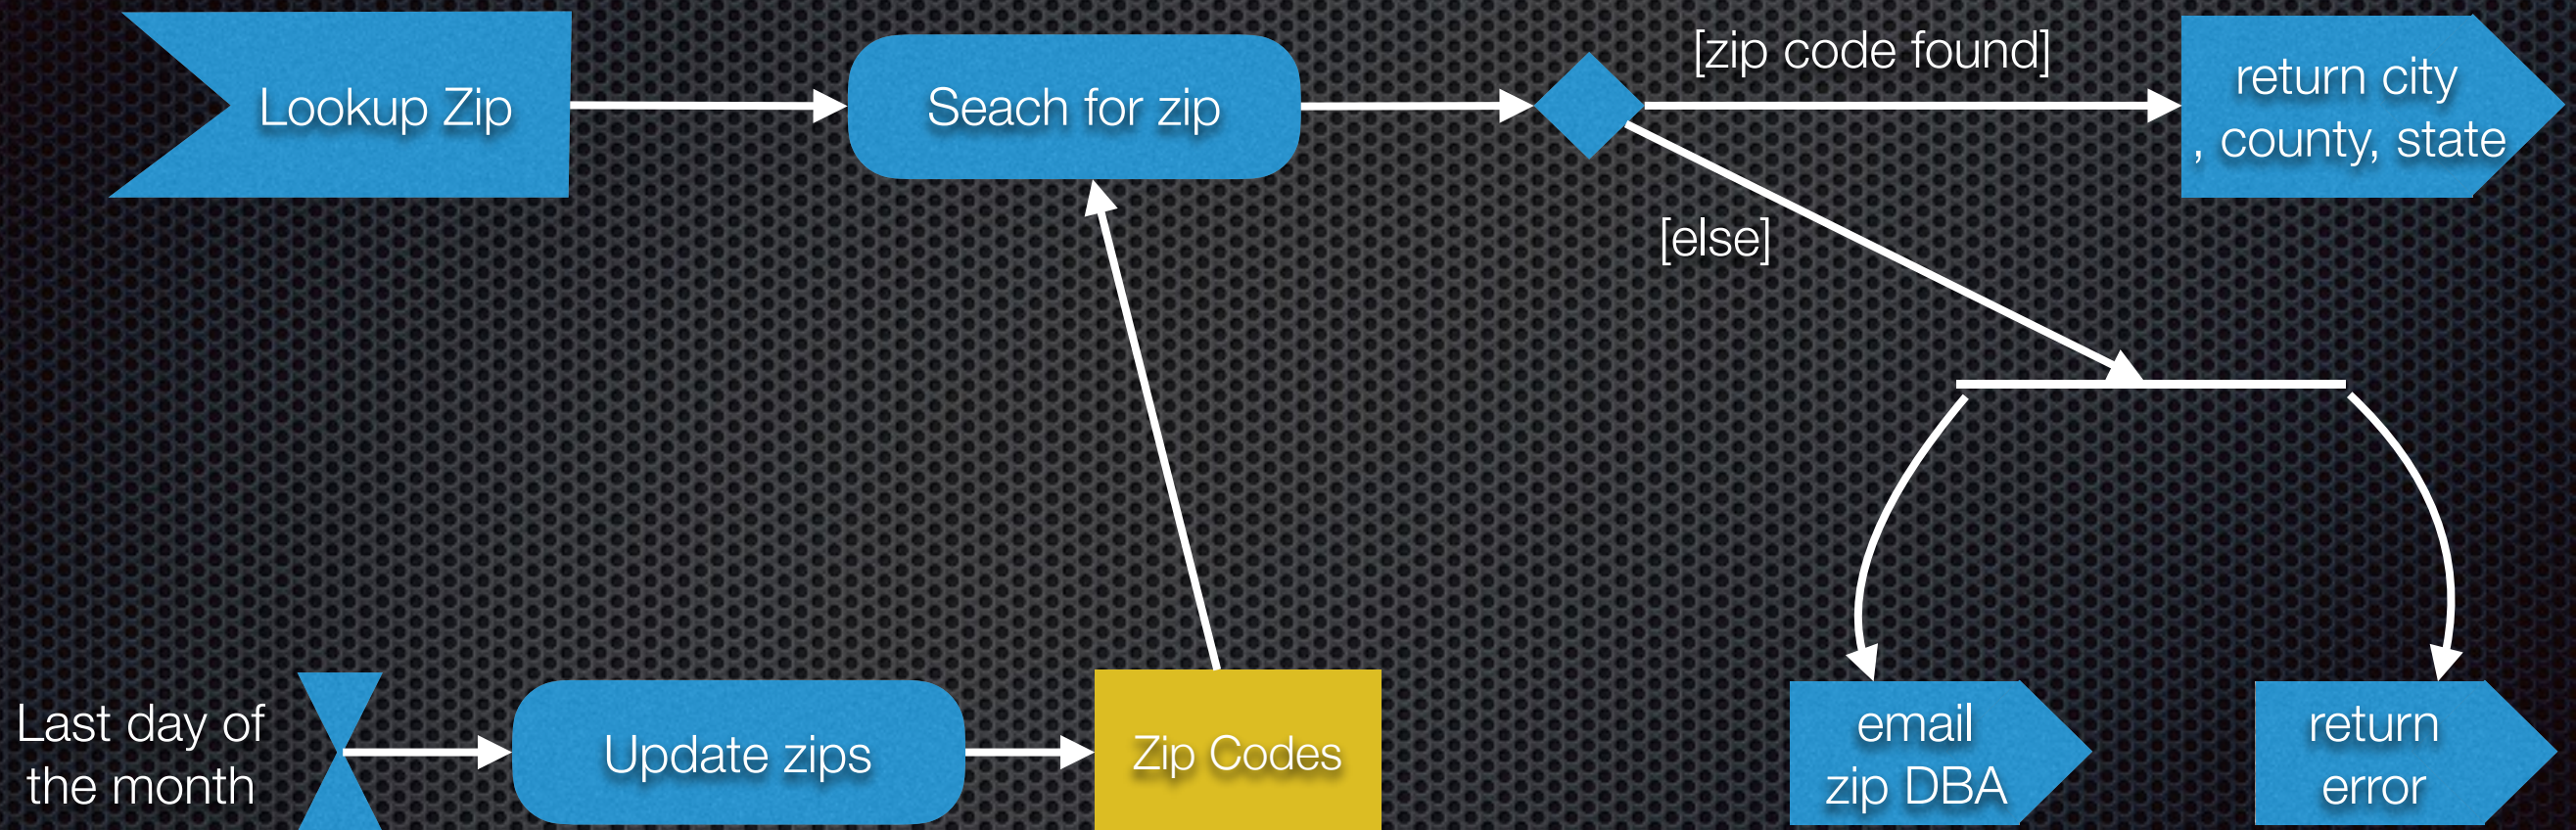 Lookup Zip
Seach for zip
[zip code found]
return city
, county, state
[else]
Last day of
the month
Update zips
Zip Codes
email
zip DBA
return
error